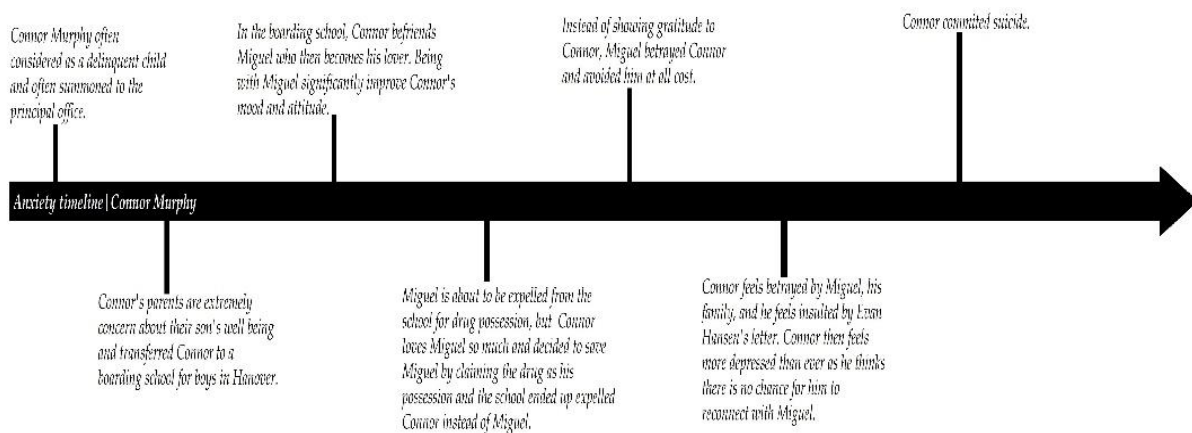 Connor Murphy often
considered as a delinquent child
and often summoned to the
principal office.
In the boarding school, Connor befriends
Miguel who then becomes his lover. Being
with Miguel significantly improve Connor's
mood and attitude.
Instead of showing gratitude to
Connor, Miguel betrayed Connor
and avoided him at all cost.
Connor commited suicide.
Anxiety timeline | Connor Murphy
Connor's parents are extremely
concern about their son's well being
and transferred Connor to a
boarding school for boys in Hanover.
Miguel is about to be expelled from the
school for drug possession, but Connor
loves Miguel so much and decided to save
Miguel by claiming the drug as his
possession and the school ended up expelled
Connor instead of Miguel.
Connor feels betrayed by Miguel, his
family, and he feels insulted by Evan
Hansen's letter. Connor then feels
more depressed than ever as he thinks
there is no chance for him to
reconnect with Miguel.